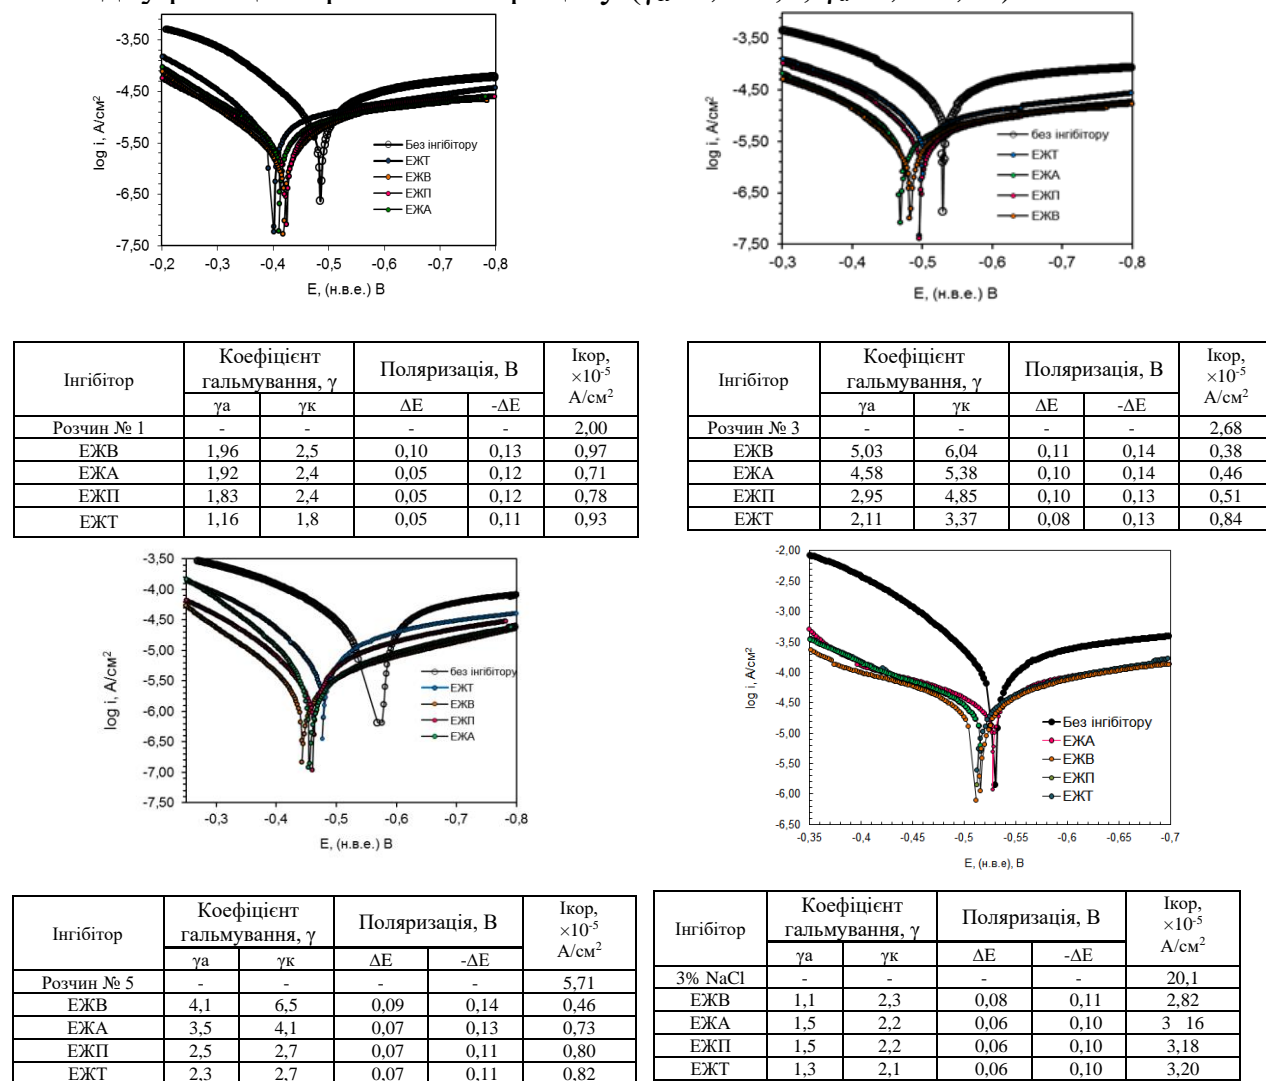 -3,50
-4,50
-5,50
-6,50
-7,50
log i, А/см²
-0,2 -0,3 -0,4 -0,5 -0,6 -0,7 -0,8
Е, (н.в.е.) В
Без інгібітору
ЕЖТ
ЕЖВ
ЕЖП
ЕЖА
-3,50
-4,50
-5,50
-6,50
-7,50
log i, А/см²
-0,3 -0,4 -0,5 -0,6 -0,7 -0,8
Е, (н.в.е.) В
без інгібітору
ЕЖТ
ЕЖА
ЕЖП
ЕЖВ
Інгібітор Коефіцієнт гальмування, γ Поляризація, В Iкор, ×10⁻⁵ А/см²
γа γк ΔЕ -ΔЕ
Розчин № 1 - - - - 2,00
ЕЖВ 1,96 2,5 0,10 0,13 0,97
ЕЖА 1,92 2,4 0,05 0,12 0,71
ЕЖП 1,83 2,4 0,05 0,12 0,78
ЕЖТ 1,16 1,8 0,05 0,11 0,93
Інгібітор Коефіцієнт гальмування, γ Поляризація, В Iкор, ×10⁻⁵ А/см²
γа γк ΔЕ -ΔЕ
Розчин № 3 - - - - 2,68
ЕЖВ 5,03 6,04 0,11 0,14 0,38
ЕЖА 4,58 5,38 0,10 0,14 0,46
ЕЖП 2,95 4,85 0,10 0,13 0,51
ЕЖТ 2,11 3,37 0,08 0,13 0,84
-3,50
-4,00
-4,50
-5,00
-5,50
-6,00
-6,50
-7,00
-7,50
log i, А/см²
-0,3 -0,4 -0,5 -0,6 -0,7 -0,8
Е, (н.в.е.) В
без інгібітору
ЕЖТ
ЕЖВ
ЕЖП
ЕЖА
-2,00
-2,50
-3,00
-3,50
-4,00
-4,50
-5,00
-5,50
-6,00
-6,50
log i, А/см²
-0,35 -0,4 -0,45 -0,5 -0,55 -0,6 -0,65 -0,7
Е, (н.в.е), В
Без інгібітору
ЕЖА
ЕЖВ
ЕЖП
ЕЖТ
Інгібітор Коефіцієнт гальмування, γ Поляризація, В Iкор, ×10⁻⁵ А/см²
γа γк ΔЕ -ΔЕ
Розчин № 5 - - - - 5,71
ЕЖВ 4,1 6,5 0,09 0,14 0,46
ЕЖА 3,5 4,1 0,07 0,13 0,73
ЕЖП 2,5 2,7 0,07 0,11 0,80
ЕЖТ 2,3 2,7 0,07 0,11 0,82
Інгібітор Коефіцієнт гальмування, γ Поляризація, В Iкор, ×10⁻⁵ А/см²
γа γк ΔЕ -ΔЕ
3% NaCl - - - - 20,1
ЕЖВ 1,1 2,3 0,08 0,11 2,82
ЕЖА 1,5 2,2 0,06 0,10 3 16
ЕЖП 1,5 2,2 0,06 0,10 3,18
ЕЖТ 1,3 2,1 0,06 0,10 3,20